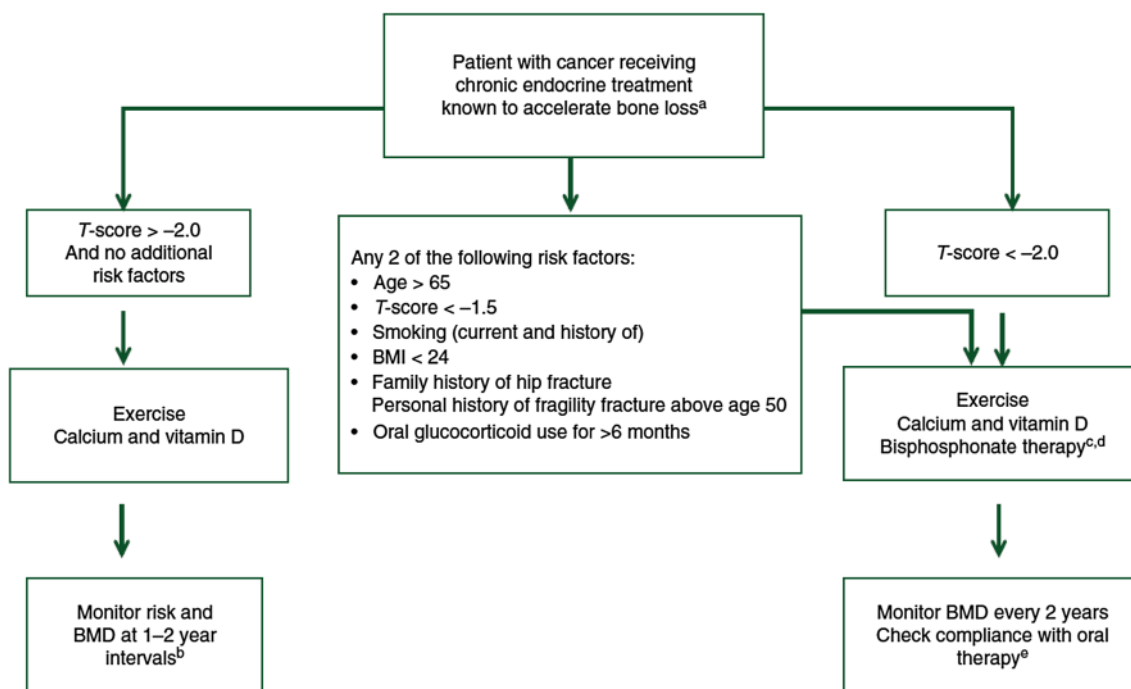 Patient with cancer receiving
chronic endocrine treatment
known to accelerate bone lossᵃ
T-score > –2.0
And no additional
risk factors
Any 2 of the following risk factors:
• Age > 65
• T-score < –1.5
• Smoking (current and history of)
• BMI < 24
• Family history of hip fracture
Personal history of fragility fracture above age 50
• Oral glucocorticoid use for >6 months
T-score < –2.0
Exercise
Calcium and vitamin D
Exercise
Calcium and vitamin D
Bisphosphonate therapyᶜ,ᵈ
Monitor risk and
BMD at 1–2 year
intervalsᵇ
Monitor BMD every 2 years
Check compliance with oral
therapyᵉ